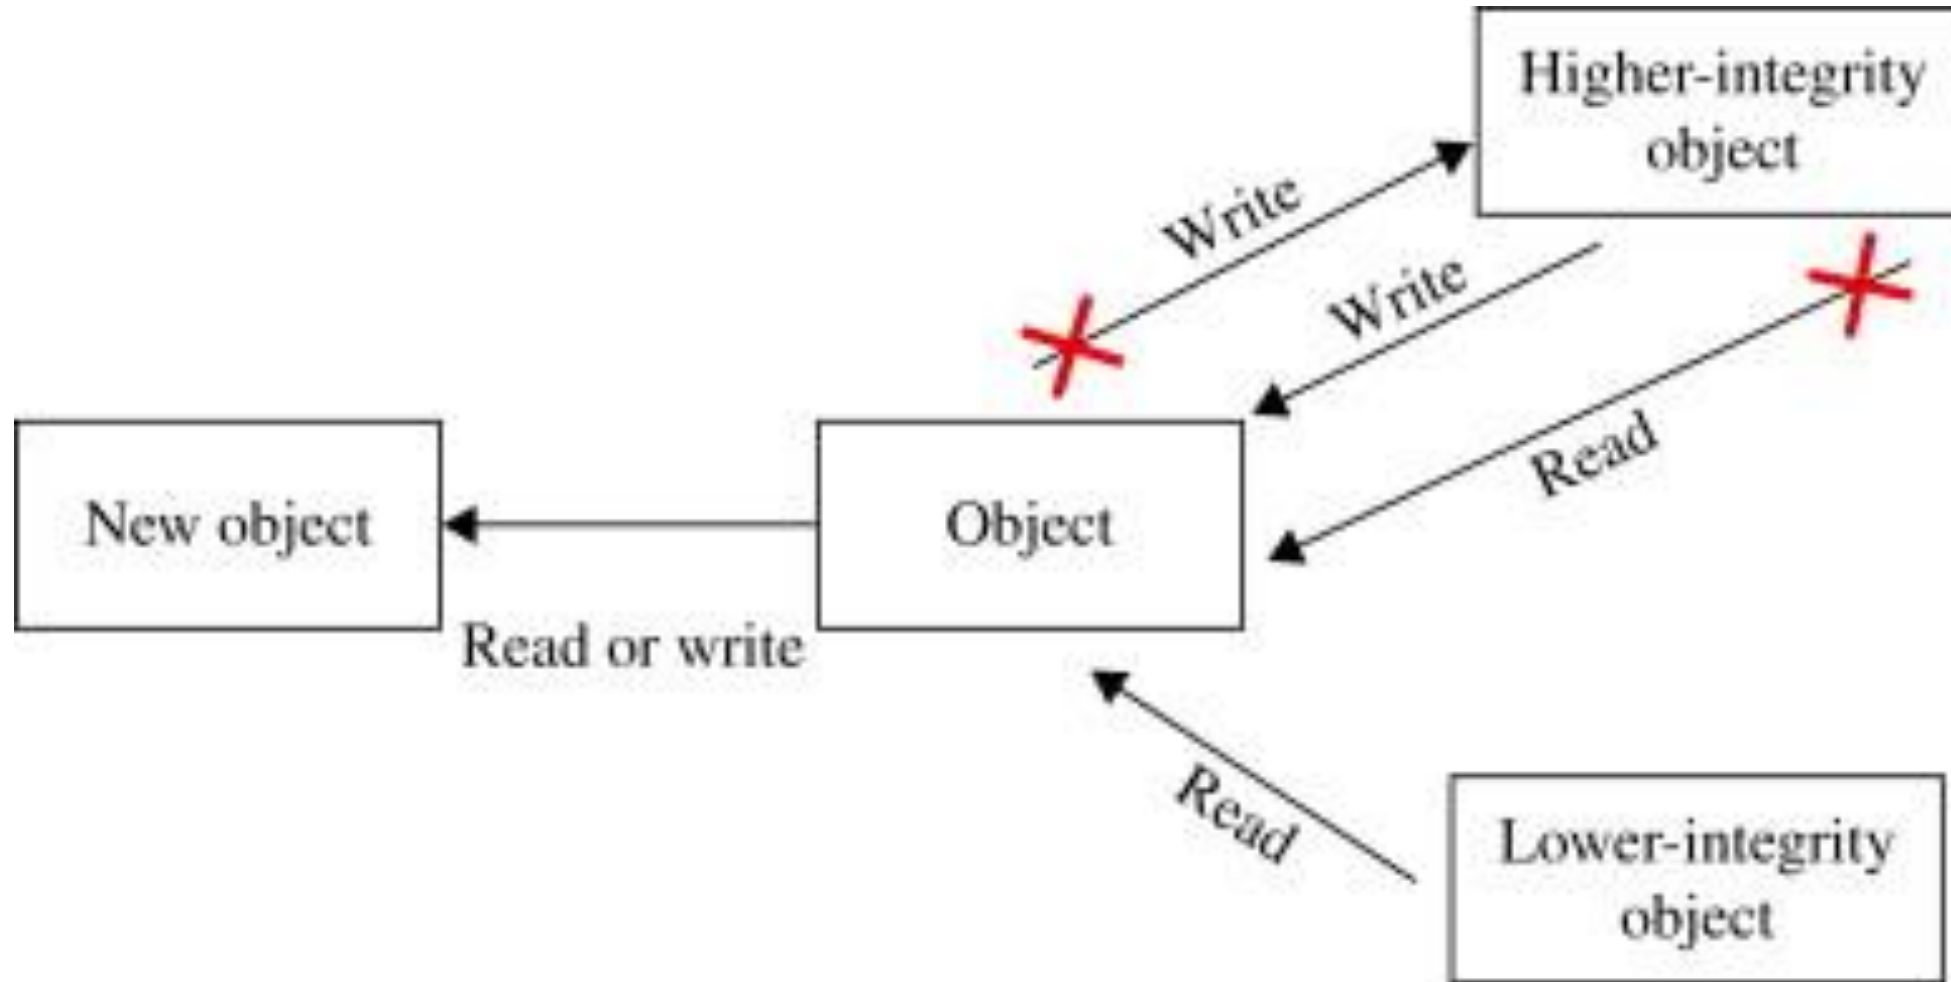 Higher-integrity
object
Write
Write
Read
New object
Object
Read or write
Read
Lower-integrity
object